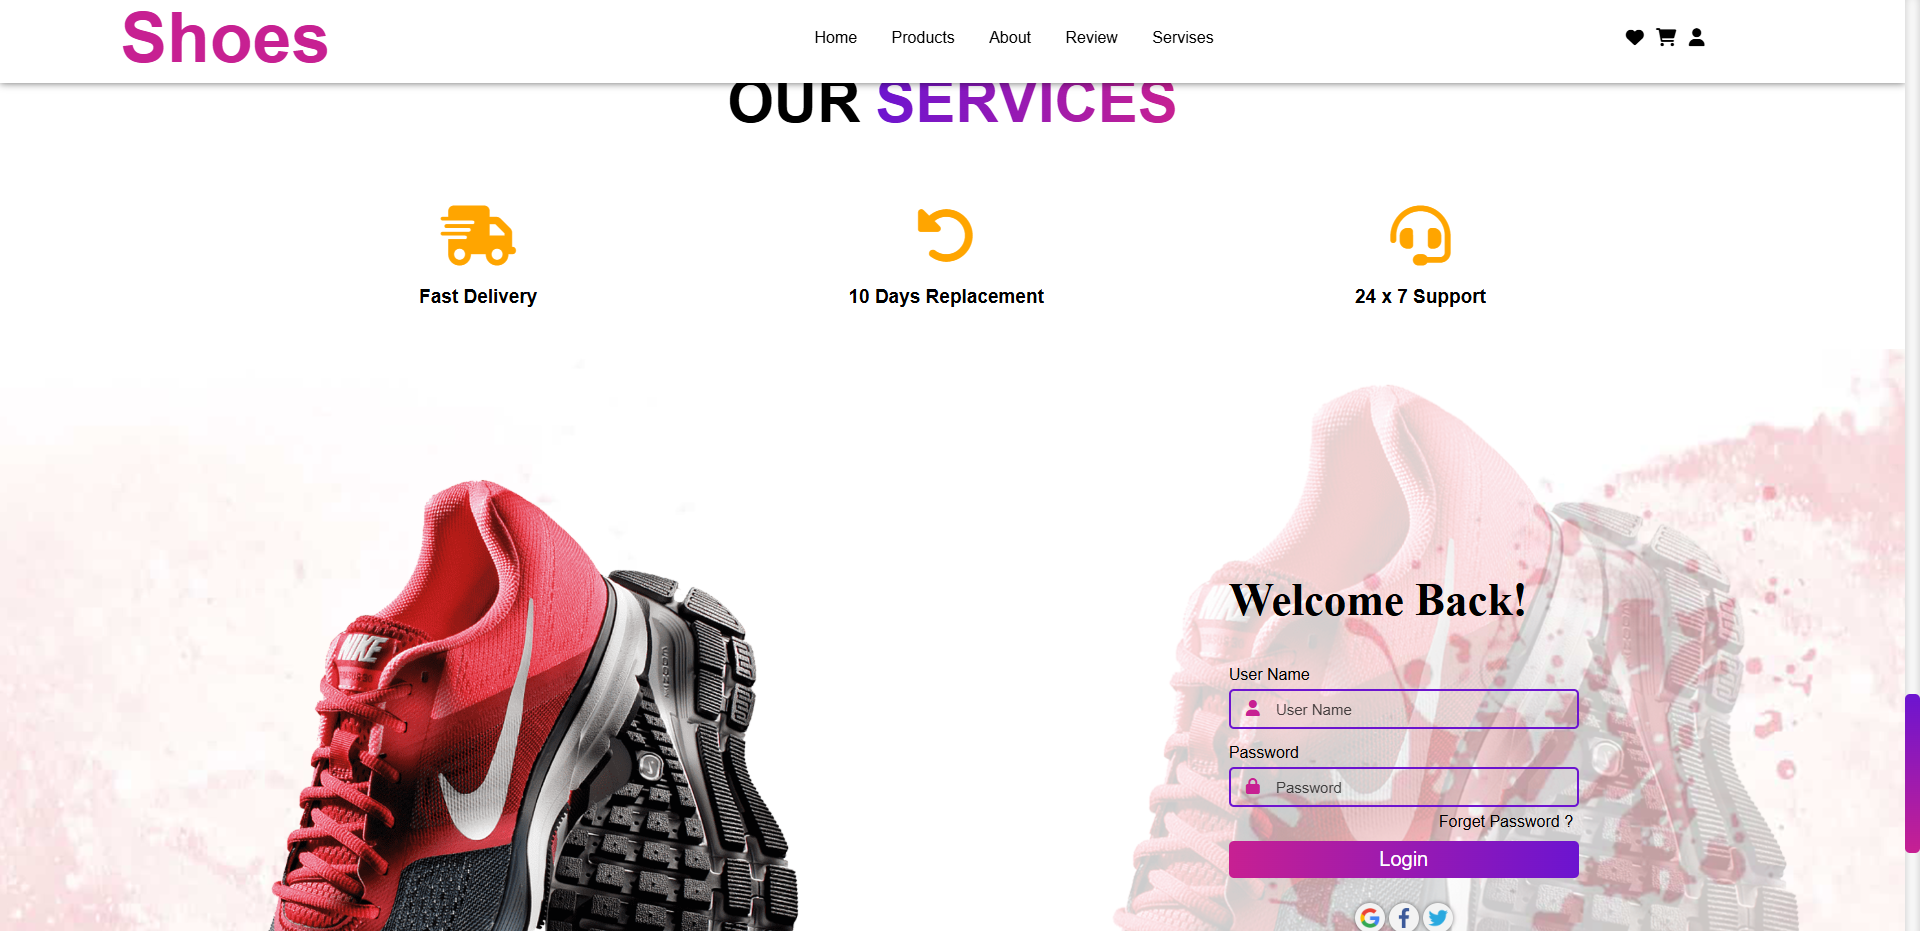 Shoes
Home Products About Review Servises
OUR SERVICES
Fast Delivery
10 Days Replacement
24 x 7 Support
NIKE
Welcome Back!
User Name
User Name
Password
Password
Forget Password ?
Login